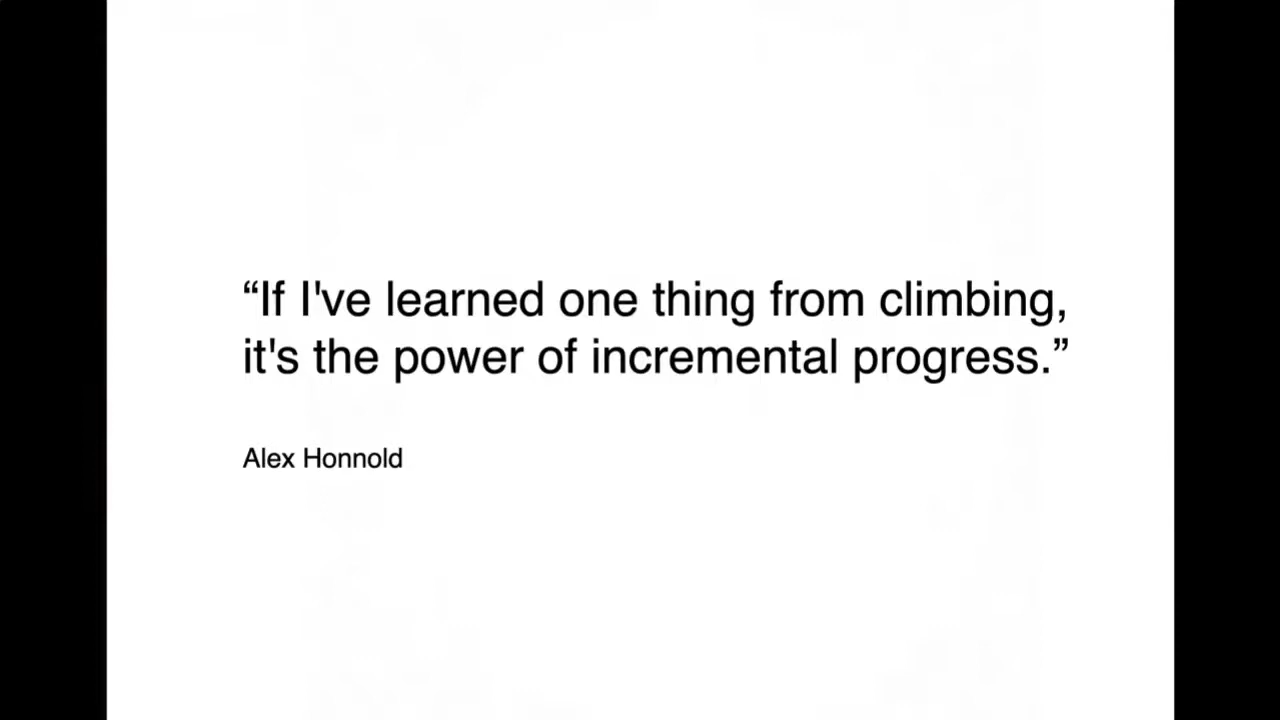 “If I've learned one thing from climbing,
it's the power of incremental progress.”
Alex Honnold